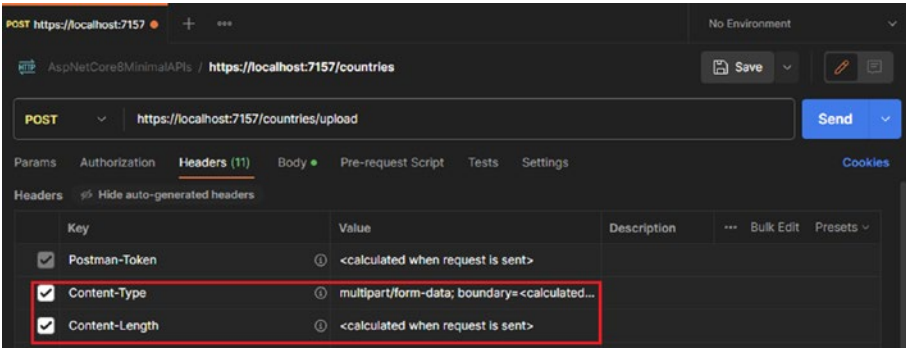 POST https://localhost:7157 No Environment
HTTP AspNetCore8MinimalAPIs / https://localhost:7157/countries Save
POST https://localhost:7157/countries/upload Send
Params Authorization Headers (11) Body Pre-request Script Tests Settings Cookies
Headers Hide auto-generated headers
Key Value Description ••• Bulk Edit Presets
Postman-Token <calculated when request is sent>
Content-Type multipart/form-data; boundary=<calculated...
Content-Length <calculated when request is sent>